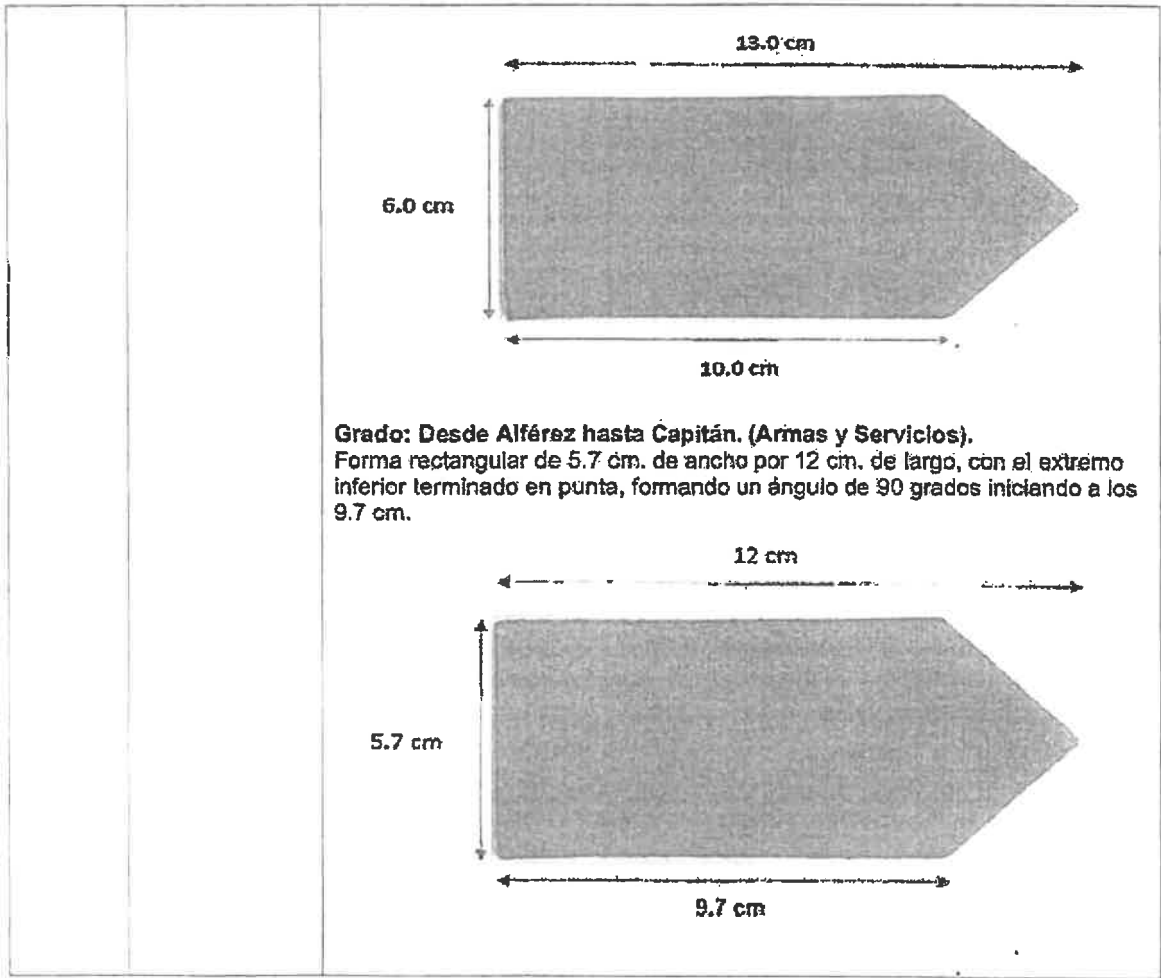 13.0 cm
6.0 cm
10.0 cm
Grado: Desde Alférez hasta Capitán. (Armas y Servicios).
Forma rectangular de 5.7 cm. de ancho por 12 cm. de largo, con el extremo
inferior terminado en punta, formando un ángulo de 90 grados iniciando a los
9.7 cm.
12 cm
5.7 cm
9.7 cm